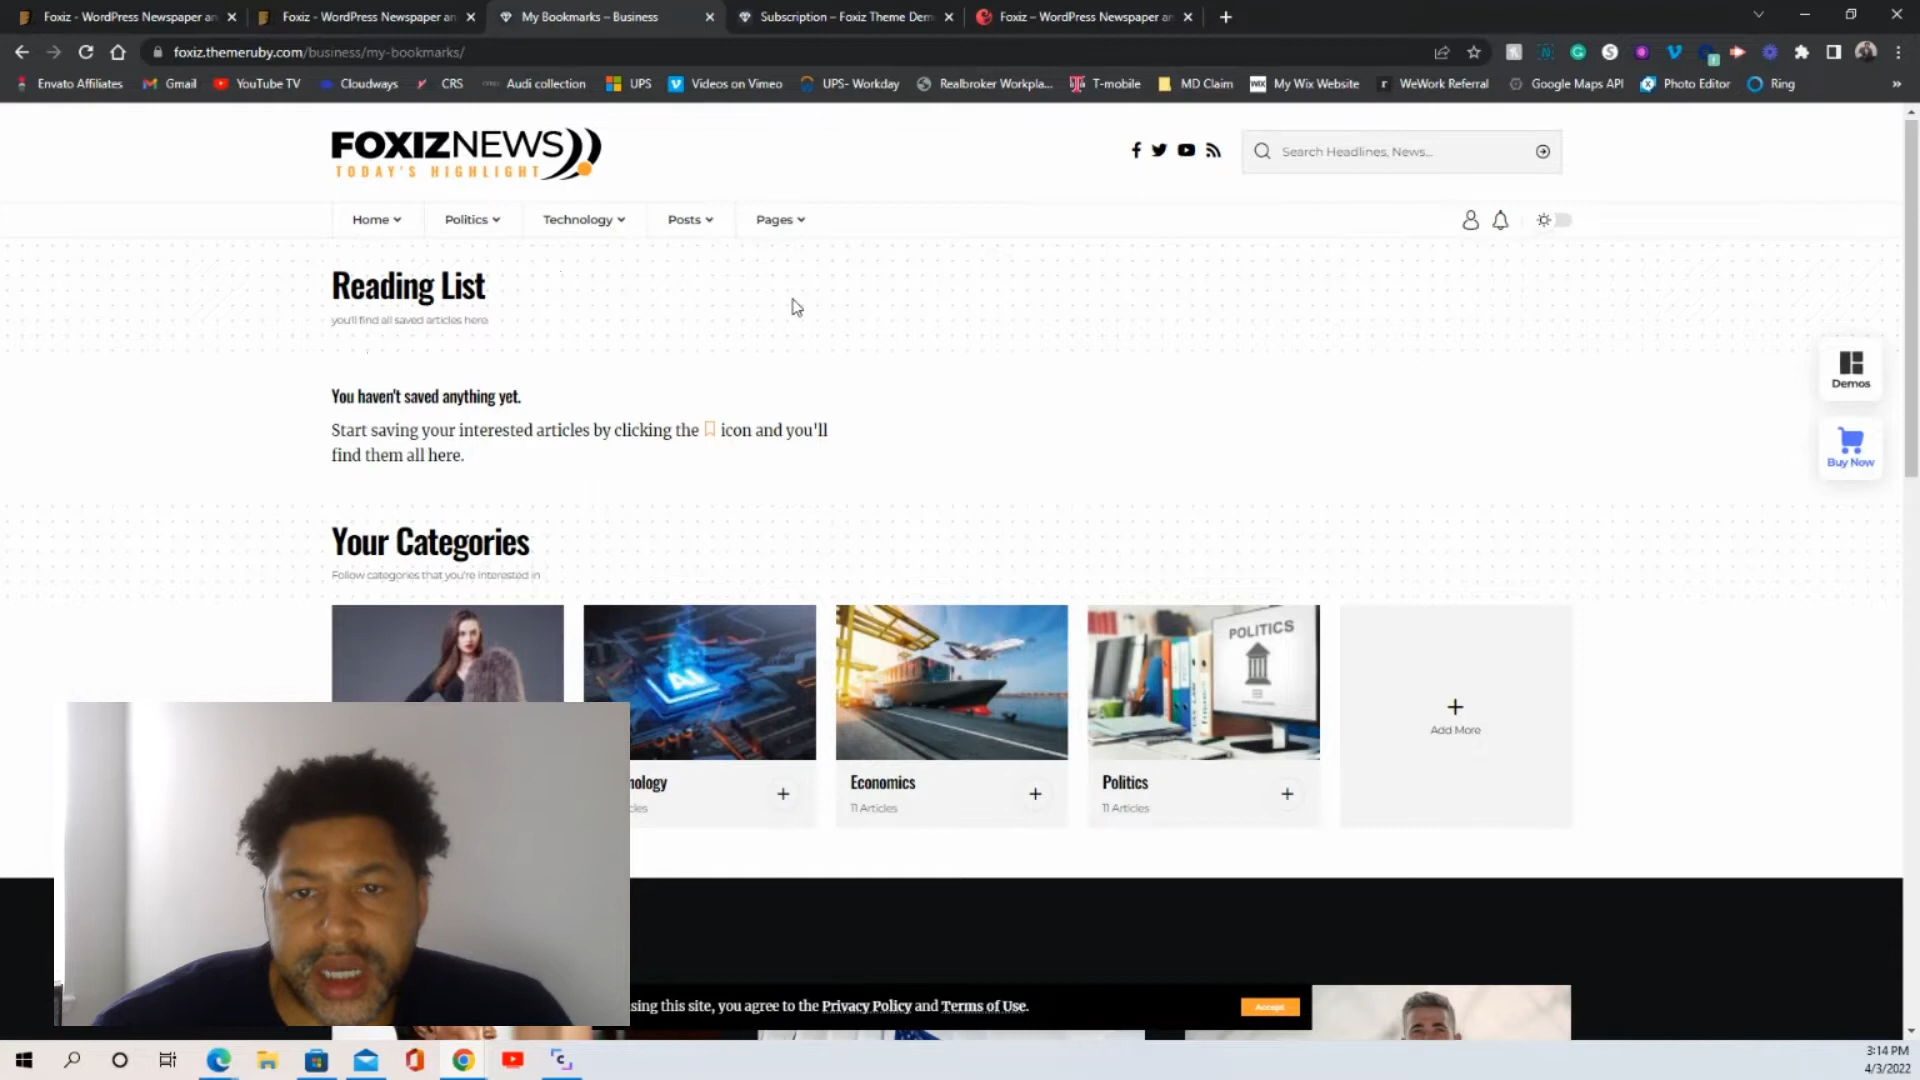 Foxiz - WordPress Newspaper an
Foxiz - WordPress Newspaper an
My Bookmarks – Business
Subscription – Foxiz Theme Dem
Foxiz – WordPress Newspaper an
foxiz.themeruby.com/business/my-bookmarks/
Envato Affiliates
Gmail
YouTube TV
Cloudways
CRS
Audi collection
UPS
Videos on Vimeo
UPS- Workday
Realbroker Workpla...
T-mobile
MD Claim
WIX
My Wix Website
WeWork Referral
Google Maps API
Photo Editor
Ring
FOXIZNEWS
TODAY'S HIGHLIGHT
Search Headlines, News...
Home
Politics
Technology
Posts
Pages
Reading List
you'll find all saved articles here
Demos
Buy Now
You haven't saved anything yet.
Start saving your interested articles by clicking the icon and you'll
find them all here.
Your Categories
Follow categories that you're interested in
AI
POLITICS
Add More
nology
cles
Economics
11 Articles
Politics
11 Articles
sing this site, you agree to the Privacy Policy and Terms of Use.
Accept
3:14 PM
4/3/2022